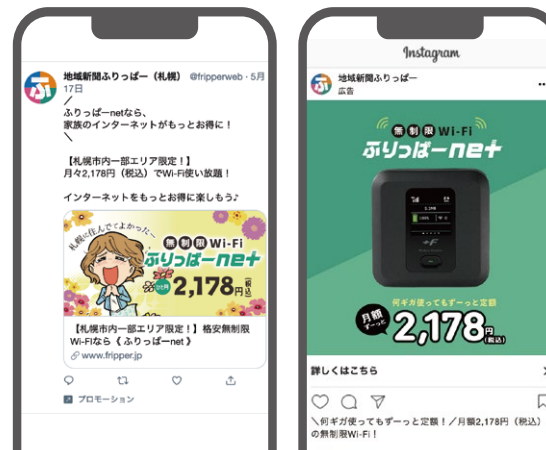 地域新聞ふりっぱー（札幌） @fripperweb・5月
17日
／
ふりっぱーnetなら、
家族のインターネットがもっとお得に！
＼
【札幌市内一部エリア限定！】
月々2,178円（税込）でWi-Fi使い放題！
インターネットをもっとお得に楽しもう♪
札幌に住んでてよかった〜
無制限Wi-Fi
ふりっぱーnet
2,178円(税込)
【札幌市内一部エリア限定！】格安無制限
Wi-Fiなら《 ふりっぱーnet 》
www.fripper.jp
プロモーション
Instagram
地域新聞ふりっぱー
広告
無制限Wi-Fi
ふりっぱーnet
何ギガ使ってもずーっと定額
月額
ずーっと
2,178円(税込)
詳しくはこちら
＼何ギガ使ってもずーっと定額！／月額2,178円（税込）
の無制限Wi-Fi！